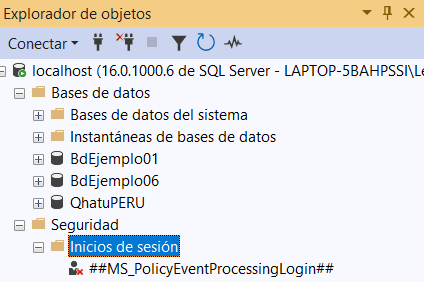 Explorador de objetos
Conectar
localhost (16.0.1000.6 de SQL Server - LAPTOP-5BAHPSSI\Le
Bases de datos
Bases de datos del sistema
Instantáneas de bases de datos
BdEjemplo01
BdEjemplo06
QhatuPERU
Seguridad
Inicios de sesión
##MS_PolicyEventProcessingLogin##